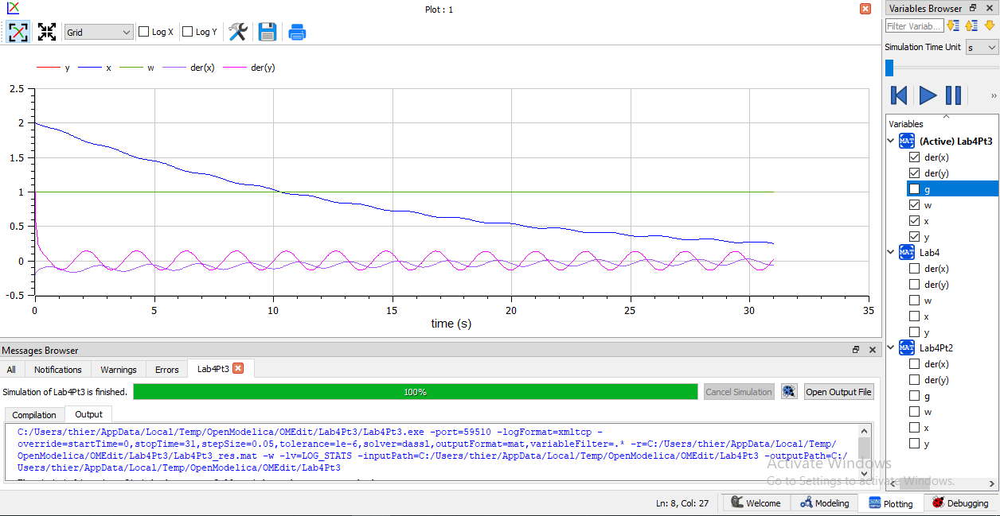 Plot : 1
Grid
Log X
Log Y
y x w der(x) der(y)
2.5
2
1.5
1
0.5
0
-0.5
0 5 10 15 20 25 30 35
time (s)
Variables Browser
Filter Variab...
Simulation Time Unit s
»
Variables
MAT (Active) Lab4Pt3
der(x)
der(y)
g
w
x
y
MAT Lab4
der(x)
der(y)
w
x
y
MAT Lab4Pt2
der(x)
der(y)
g
w
x
y
Messages Browser
All Notifications Warnings Errors Lab4Pt3
Simulation of Lab4Pt3 is finished. 100% Cancel Simulation Open Output File
Compilation Output
C:/Users/thier/AppData/Local/Temp/OpenModelica/OMEdit/Lab4Pt3/Lab4Pt3.exe -port=59510 -logFormat=xmltcp -
override=startTime=0,stopTime=31,stepSize=0.05,tolerance=1e-6,solver=dassl,outputFormat=mat,variableFilter=.* -r=C:/Users/thier/AppData/Local/Temp/
OpenModelica/OMEdit/Lab4Pt3/Lab4Pt3_res.mat -w -lv=LOG_STATS -inputPath=C:/Users/thier/AppData/Local/Temp/OpenModelica/OMEdit/Lab4Pt3 -outputPath=C:/
Users/thier/AppData/Local/Temp/OpenModelica/OMEdit/Lab4Pt3
Activate Windows
Go to Settings to activate Windows.
Ln: 8, Col: 27 Welcome Modeling Plotting Debugging